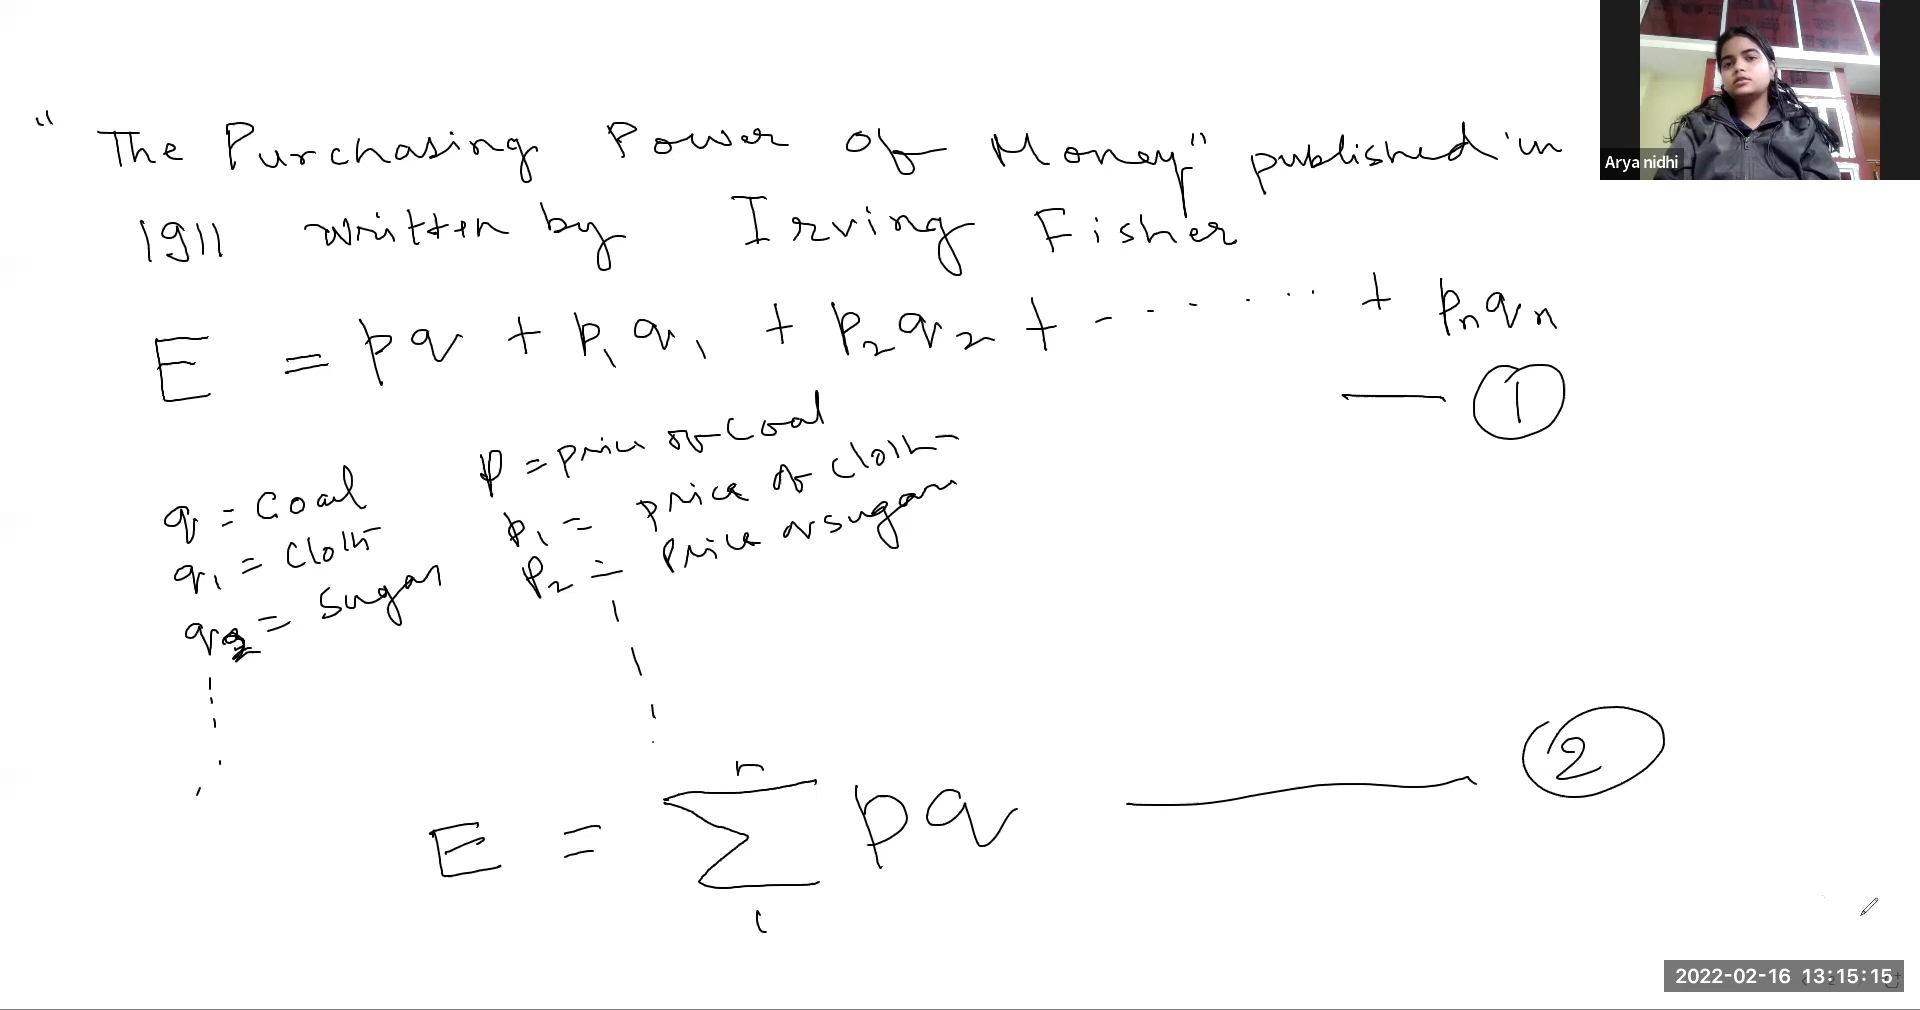 "The Purchasing Power of Money" published in
1911 written by Irving Fisher
E = pq + p₁q₁ + p₂q₂ + - . . . . . . + pₙqₙ
— ①
q = Coal
q₁ = Cloth
q₂ = Sugar
p = price of Coal
p₁ = price of Cloth
p₂ = Price of sugar
n
E = Σ pq — ②
1
Arya nidhi
2022-02-16 13:15:15